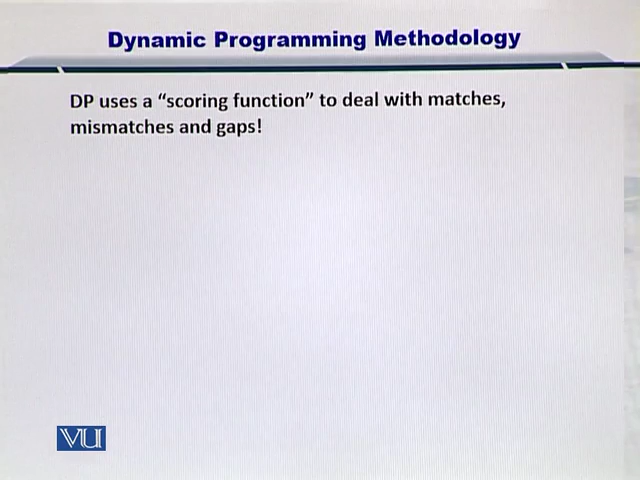 Dynamic Programming Methodology
DP uses a “scoring function” to deal with matches,
mismatches and gaps!
VU